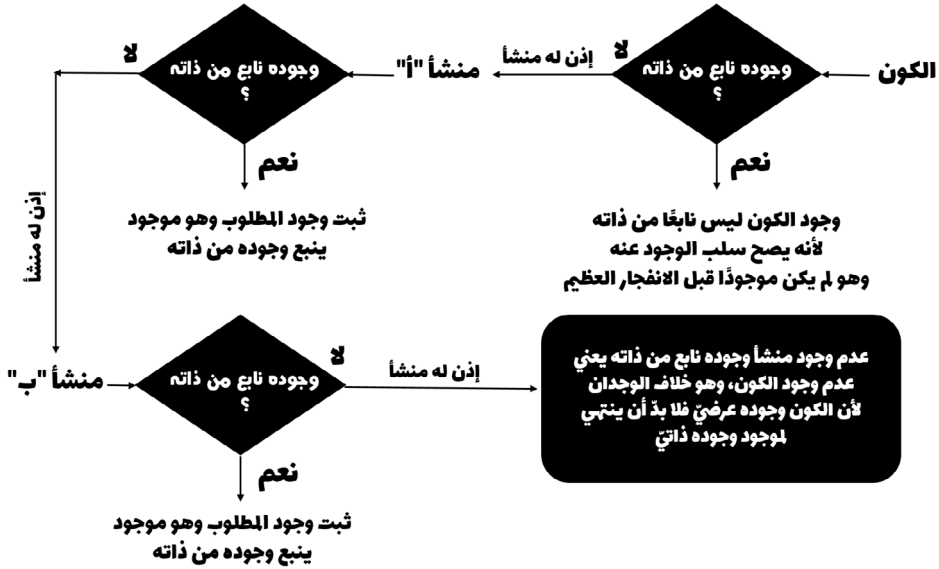 الكون
وجوده نابع من ذاته
؟
لا
إذن له منشأ
نعم
وجود الكون ليس نابعًا من ذاته
لأنه يصح سلب الوجود عنه
وهو لم يكن موجودًا قبل الانفجار العظيم
منشأ "أ"
وجوده نابع من ذاته
؟
لا
نعم
ثبت وجود المطلوب وهو موجود
ينبع وجوده من ذاته
إذن له منشأ
منشأ "ب"
وجوده نابع من ذاته
؟
لا
إذن له منشأ
نعم
ثبت وجود المطلوب وهو موجود
ينبع وجوده من ذاته
عدم وجود منشأ وجوده نابع من ذاته يعني
عدم وجود الكون، وهو خلاف الوجدان
لأن الكون وجوده عرضيّ فلا بدّ أن ينتهي
لموجود وجوده ذاتيّ